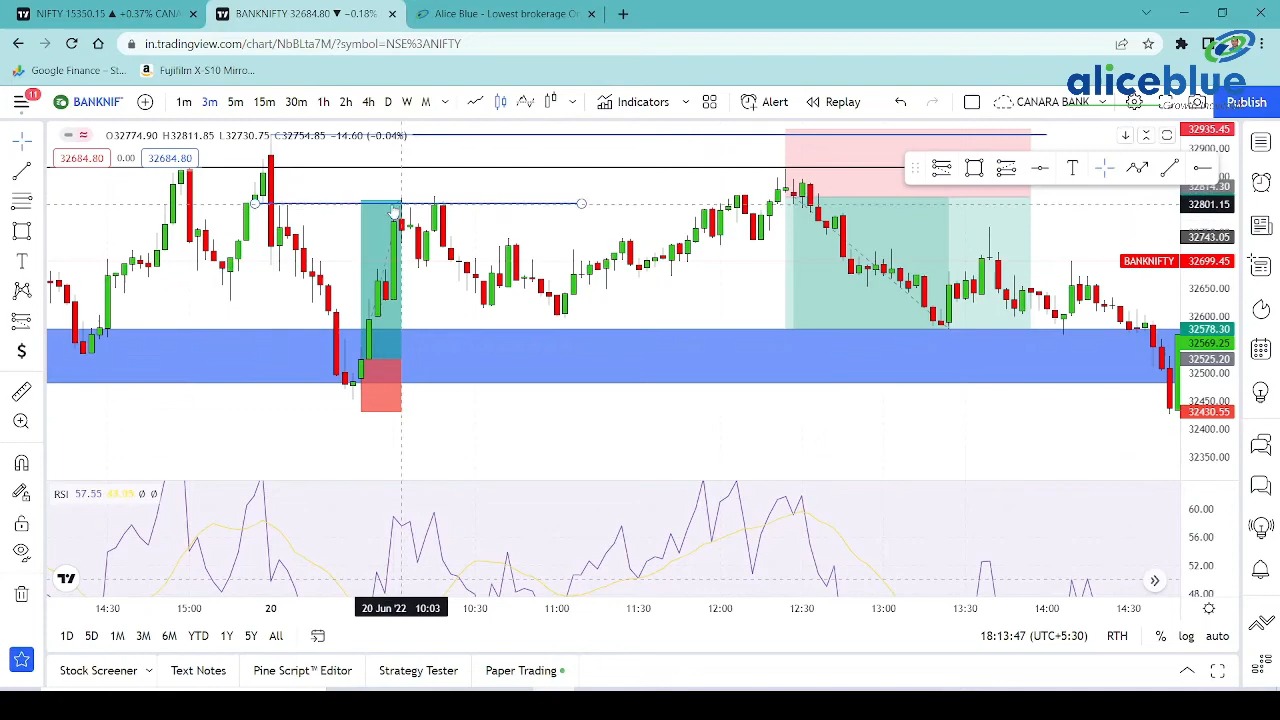 NIFTY 15350.15 ▲ +0.37% CANA
BANKNIFTY 32684.80 ▼ −0.18%
Alice Blue - Lowest brokerage On
in.tradingview.com/chart/NbBLta7M/?symbol=NSE%3ANIFTY
Google Finance – St...
Fujifilm X-S10 Mirro...
aliceblue
11
BANKNIF
1m 3m 5m 15m 30m 1h 2h 4h D W M
Indicators
Alert
Replay
CANARA BANK
Publish
O32774.90 H32811.85 L32730.75 C32754.85 −14.60 (−0.04%)
32684.80 0.00 32684.80
T
32935.45
32900.00
32814.30
32801.15
32743.05
BANKNIFTY 32699.45
32650.00
32600.00
32578.30
32569.25
32525.20
32500.00
32450.00
32430.55
32400.00
32350.00
RSI 57.55 Ø Ø
60.00
56.00
52.00
48.00
14:30 15:00 20 20 Jun '22 10:03 10:30 11:00 11:30 12:00 12:30 13:00 13:30 14:00 14:30
1D 5D 1M 3M 6M YTD 1Y 5Y All
18:13:47 (UTC+5:30) RTH % log auto
Stock Screener Text Notes Pine Script™ Editor Strategy Tester Paper Trading